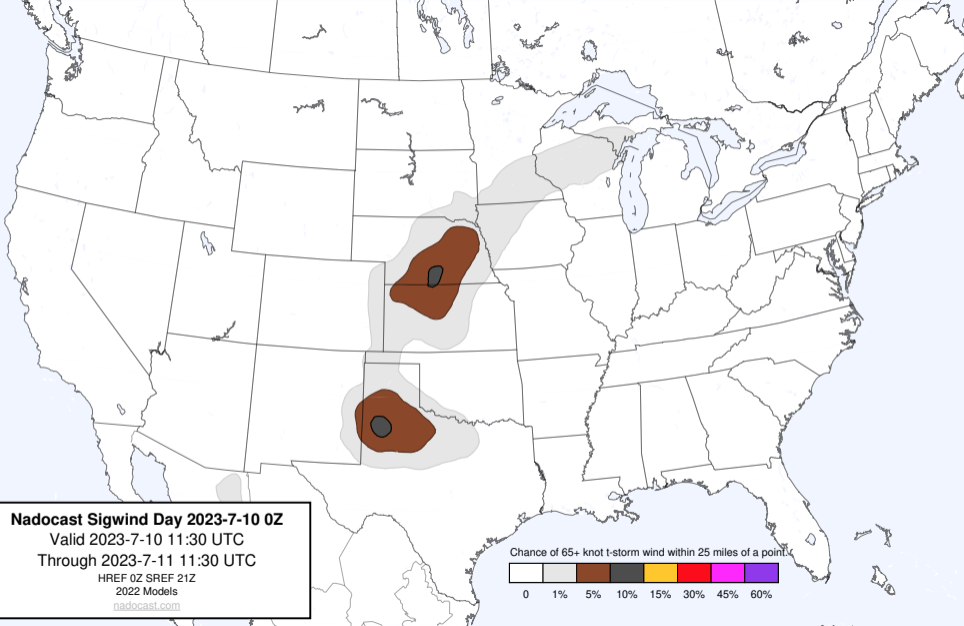 Nadocast Sigwind Day 2023-7-10 0Z
Valid 2023-7-10 11:30 UTC
Through 2023-7-11 11:30 UTC
HREF 0Z SREF 21Z
2022 Models
nadocast.com
Chance of 65+ knot t-storm wind within 25 miles of a point.
0 1% 5% 10% 15% 30% 45% 60%